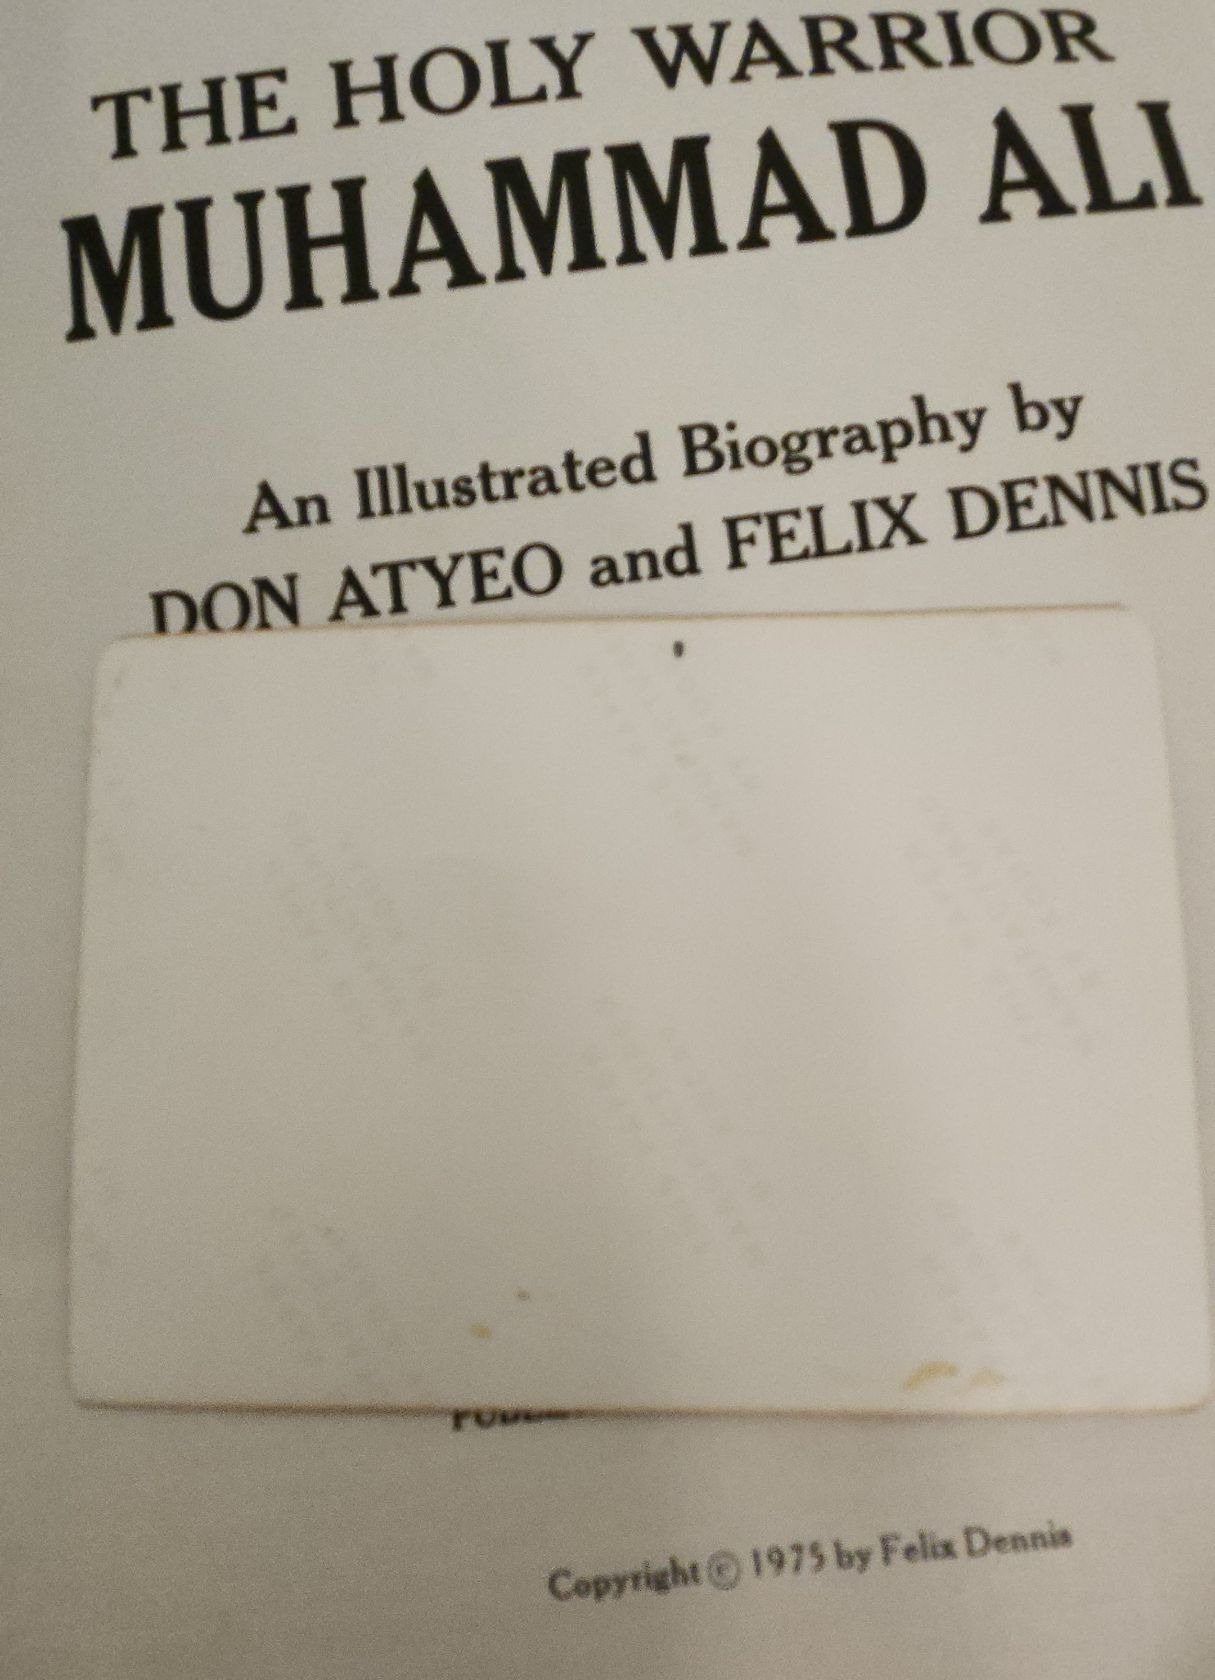 THE HOLY WARRIOR
MUHAMMAD ALI
An Illustrated Biography by
DON ATYEO and FELIX DENNIS
Copyright © 1975 by Felix Dennis